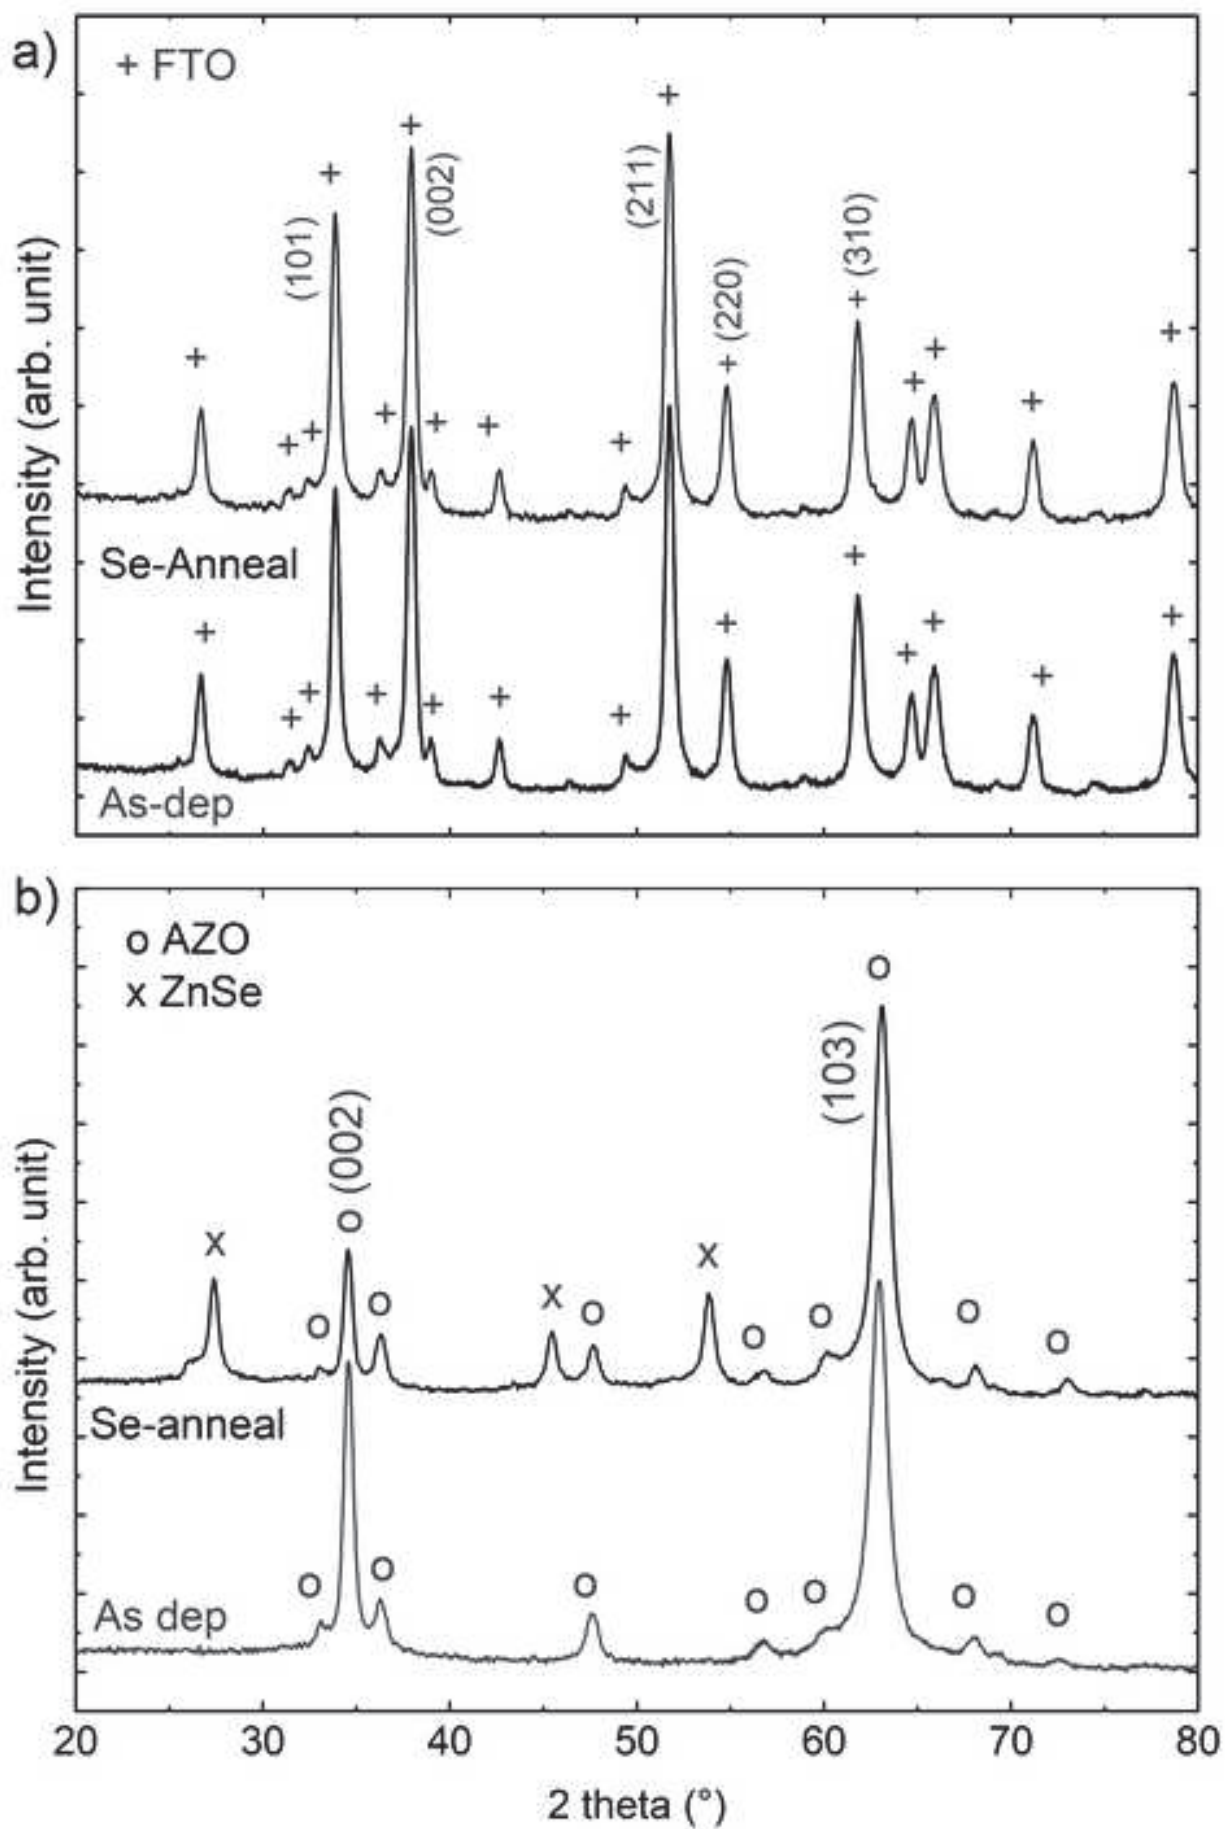 a)
+ FTO
(101)
(002)
(211)
(220)
(310)
Se-Anneal
As-dep
Intensity (arb. unit)
b)
o AZO
x ZnSe
(002)
(103)
x
x
x
Se-anneal
As dep
Intensity (arb. unit)
20 30 40 50 60 70 80
2 theta (°)